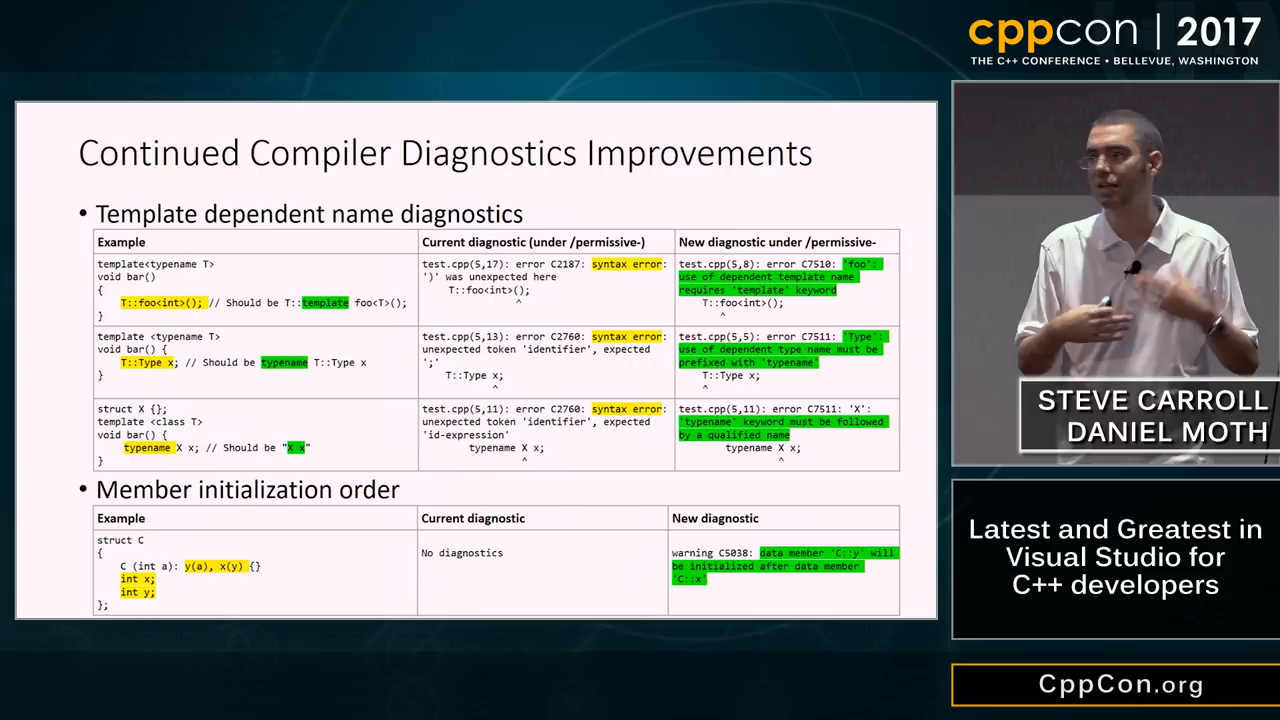 cppcon | 2017
THE C++ CONFERENCE • BELLEVUE, WASHINGTON
Continued Compiler Diagnostics Improvements
• Template dependent name diagnostics
Example
template<typename T>
void bar()
{
T::foo<int>(); // Should be T::template foo<T>();
}
Current diagnostic (under /permissive-)
test.cpp(5,17): error C2187: syntax error:
')' was unexpected here
T::foo<int>();
^
New diagnostic under /permissive-
test.cpp(5,8): error C7510: 'foo':
use of dependent template name
requires 'template' keyword
T::foo<int>();
^
template <typename T>
void bar() {
T::Type x; // Should be typename T::Type x
}
test.cpp(5,13): error C2760: syntax error:
unexpected token 'identifier', expected
';'
T::Type x;
^
test.cpp(5,5): error C7511: 'Type':
use of dependent type name must be
prefixed with 'typename'
T::Type x;
^
struct X {};
template <class T>
void bar() {
typename X x; // Should be "X x"
}
test.cpp(5,11): error C2760: syntax error:
unexpected token 'identifier', expected
'id-expression'
typename X x;
^
test.cpp(5,11): error C7511: 'X':
'typename' keyword must be followed
by a qualified name
typename X x;
^
• Member initialization order
Example
struct C
{
C (int a): y(a), x(y) {}
int x;
int y;
};
Current diagnostic
No diagnostics
New diagnostic
warning C5038: data member 'C::y' will
be initialized after data member
'C::x'
STEVE CARROLL
DANIEL MOTH
Latest and Greatest in
Visual Studio for
C++ developers
CppCon.org